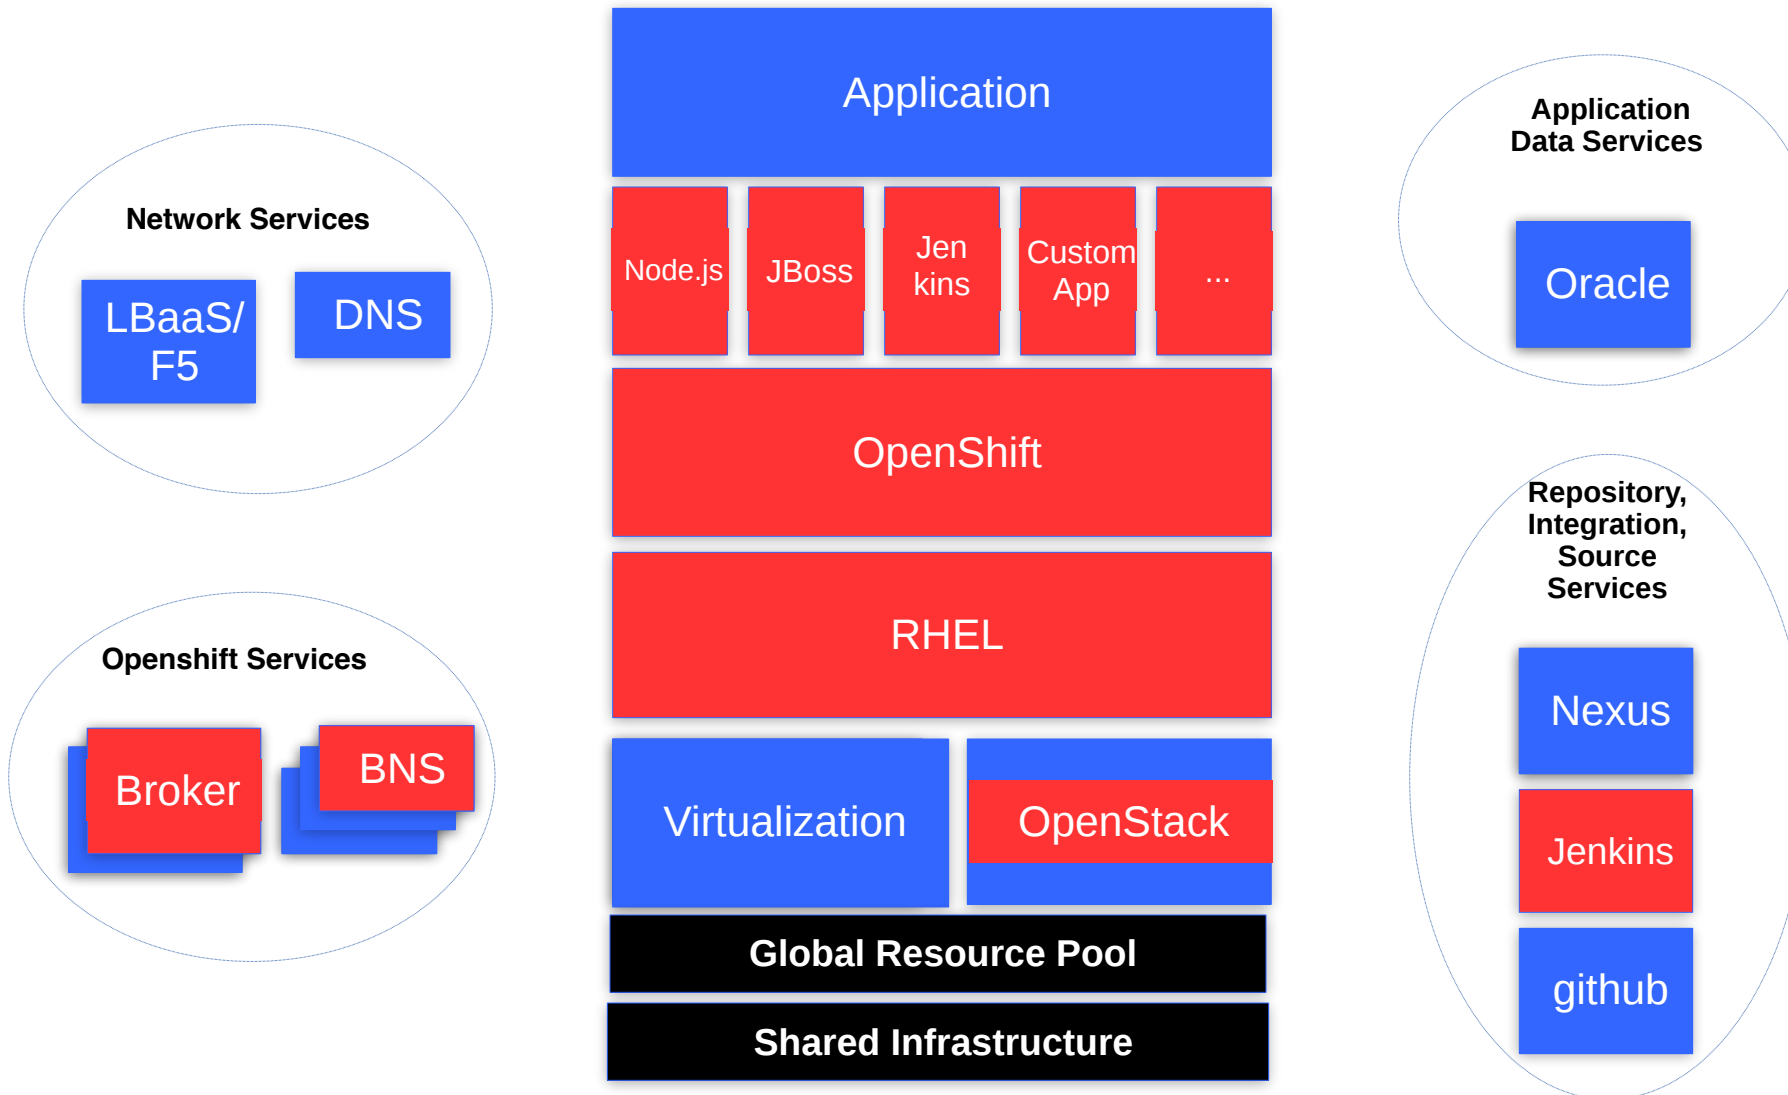 Application
Network Services
LBaaS/
F5
DNS
Openshift Services
Broker
BNS
Node.js
JBoss
Jen
kins
Custom
App
...
OpenShift
RHEL
Virtualization
OpenStack
Global Resource Pool
Shared Infrastructure
Application
Data Services
Oracle
Repository,
Integration,
Source
Services
Nexus
Jenkins
github